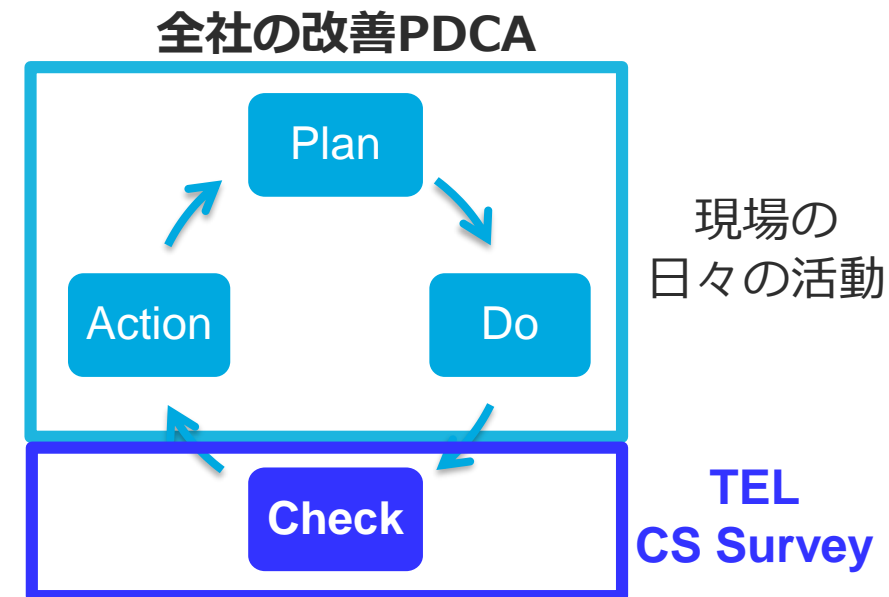 全社の改善PDCA
Plan
現場の
日々の活動
Action
Do
Check
TEL
CS Survey